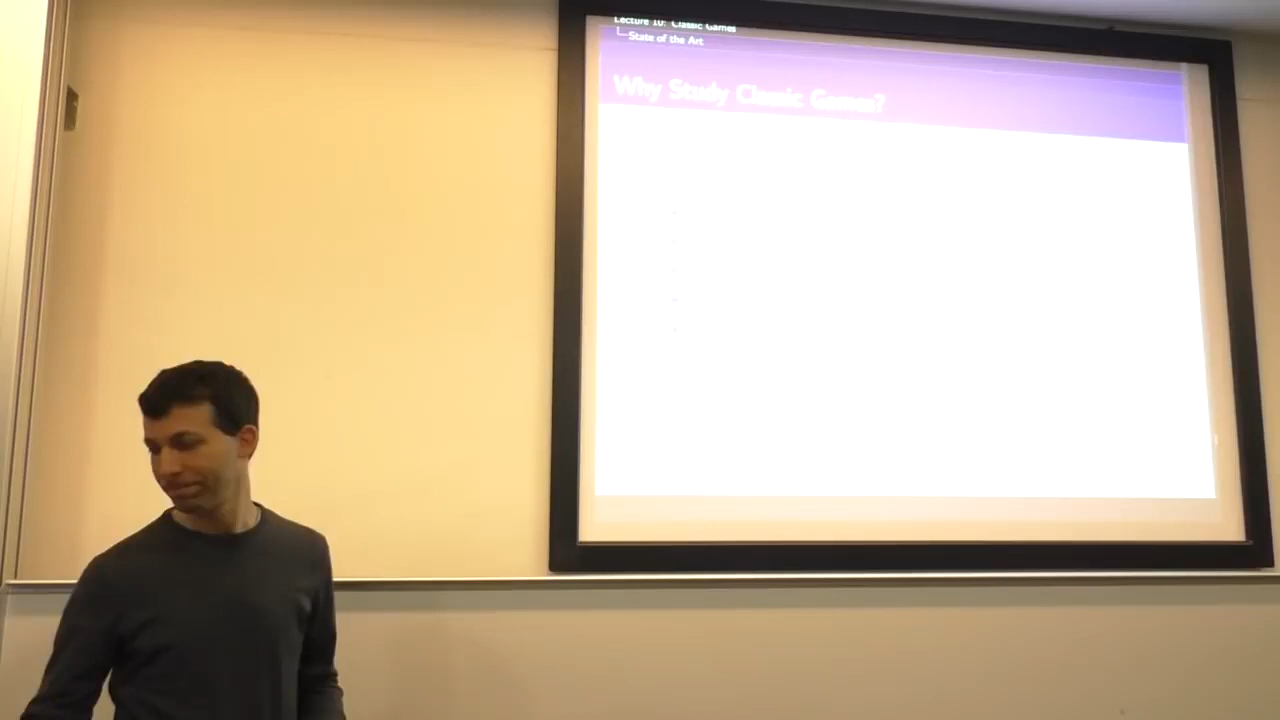 Lecture 10: Classic Games
State of the Art
Why Study Classic Games?